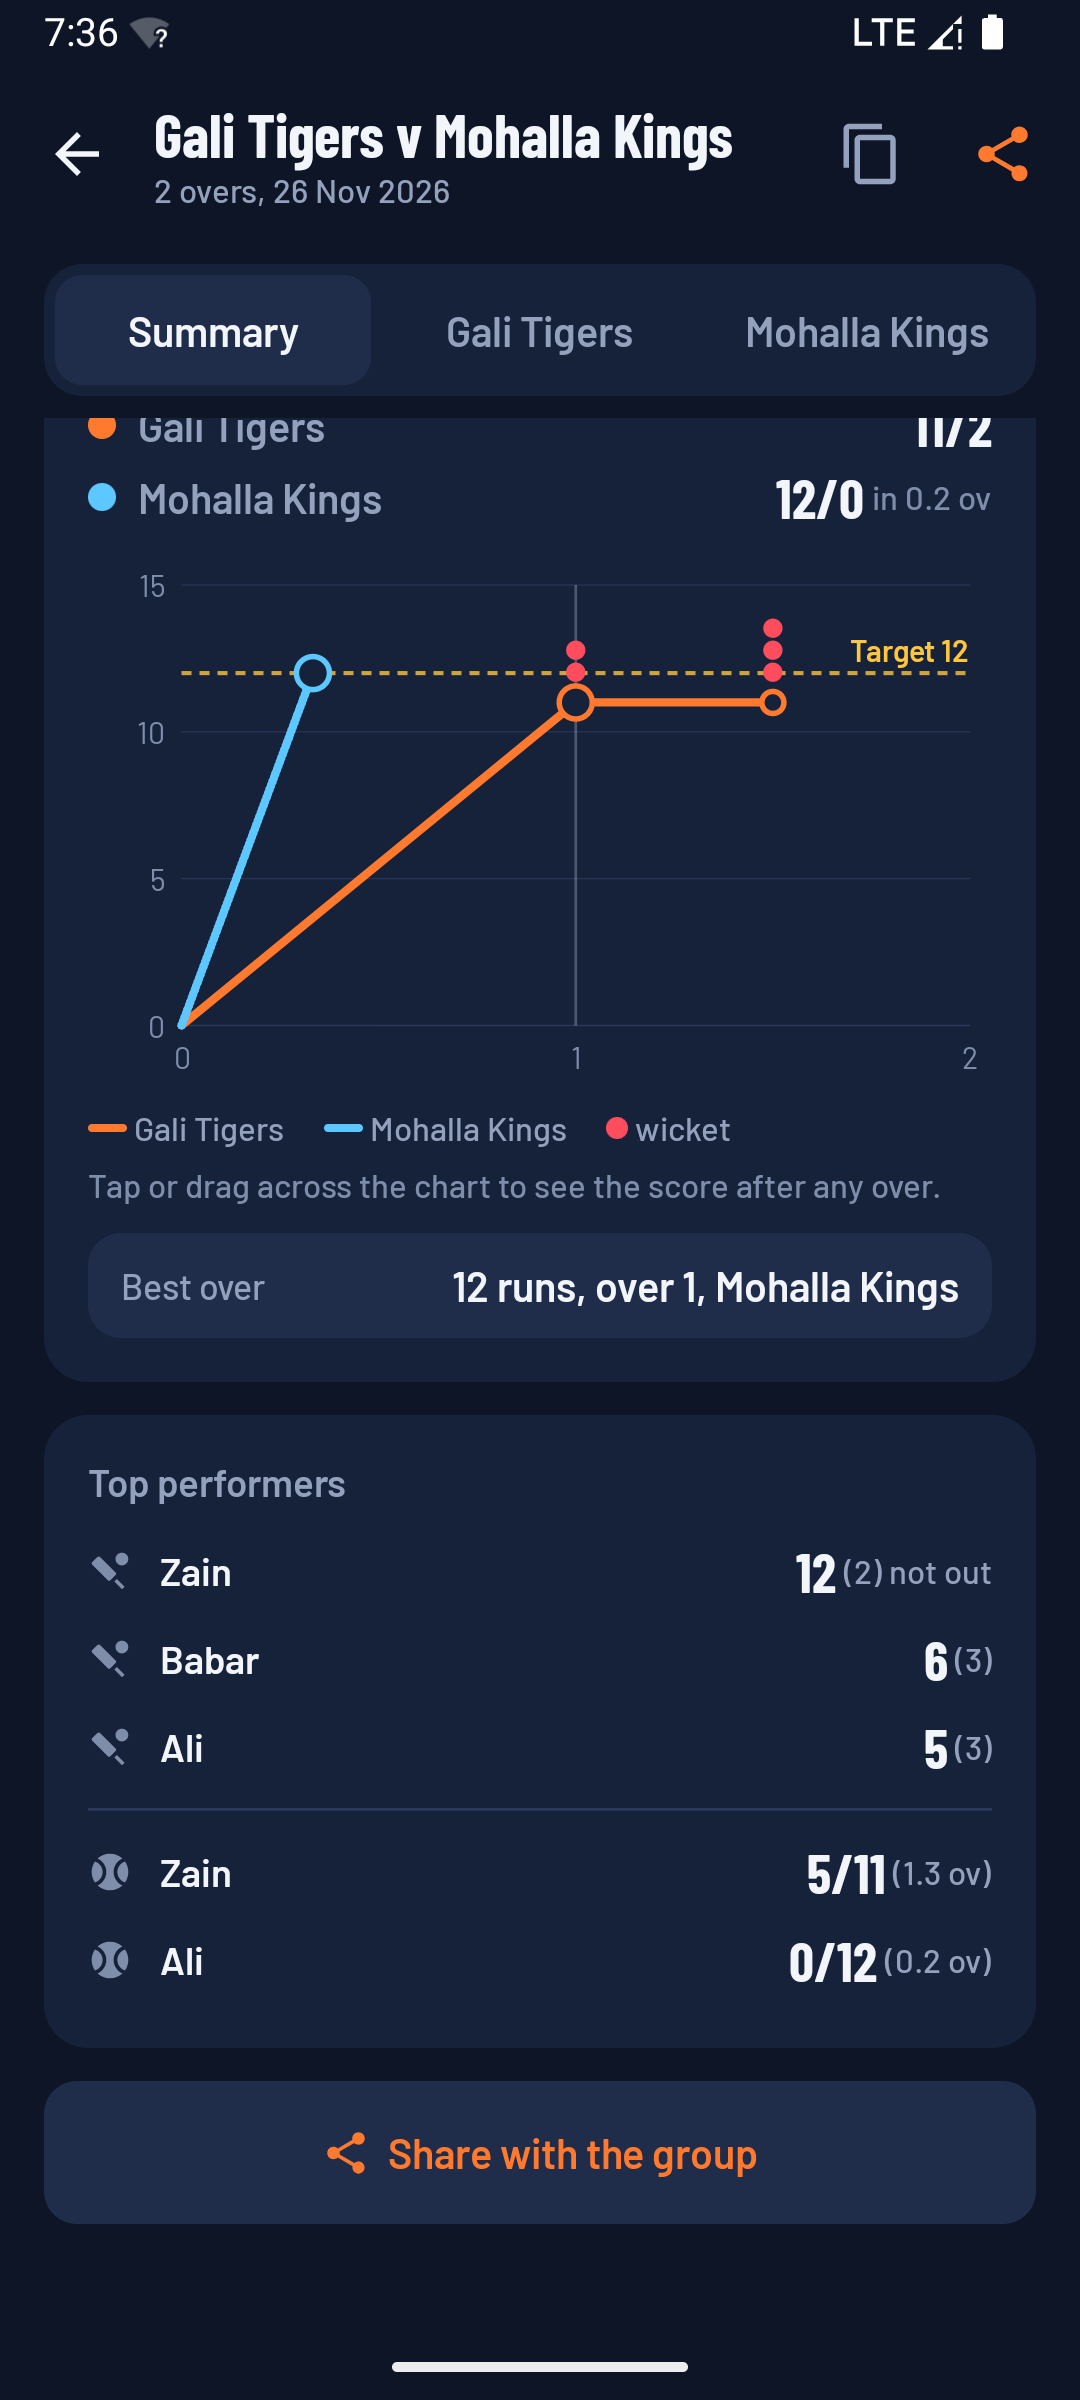 7:36
LTE
Gali Tigers v Mohalla Kings
2 overs, 26 Nov 2026
Summary Gali Tigers Mohalla Kings
Gali Tigers 11/2
Mohalla Kings 12/0 in 0.2 ov
15
Target 12
10
5
0
0 1 2
Gali Tigers Mohalla Kings wicket
Tap or drag across the chart to see the score after any over.
Best over 12 runs, over 1, Mohalla Kings
Top performers
Zain 12 (2) not out
Babar 6 (3)
Ali 5 (3)
Zain 5/11 (1.3 ov)
Ali 0/12 (0.2 ov)
Share with the group